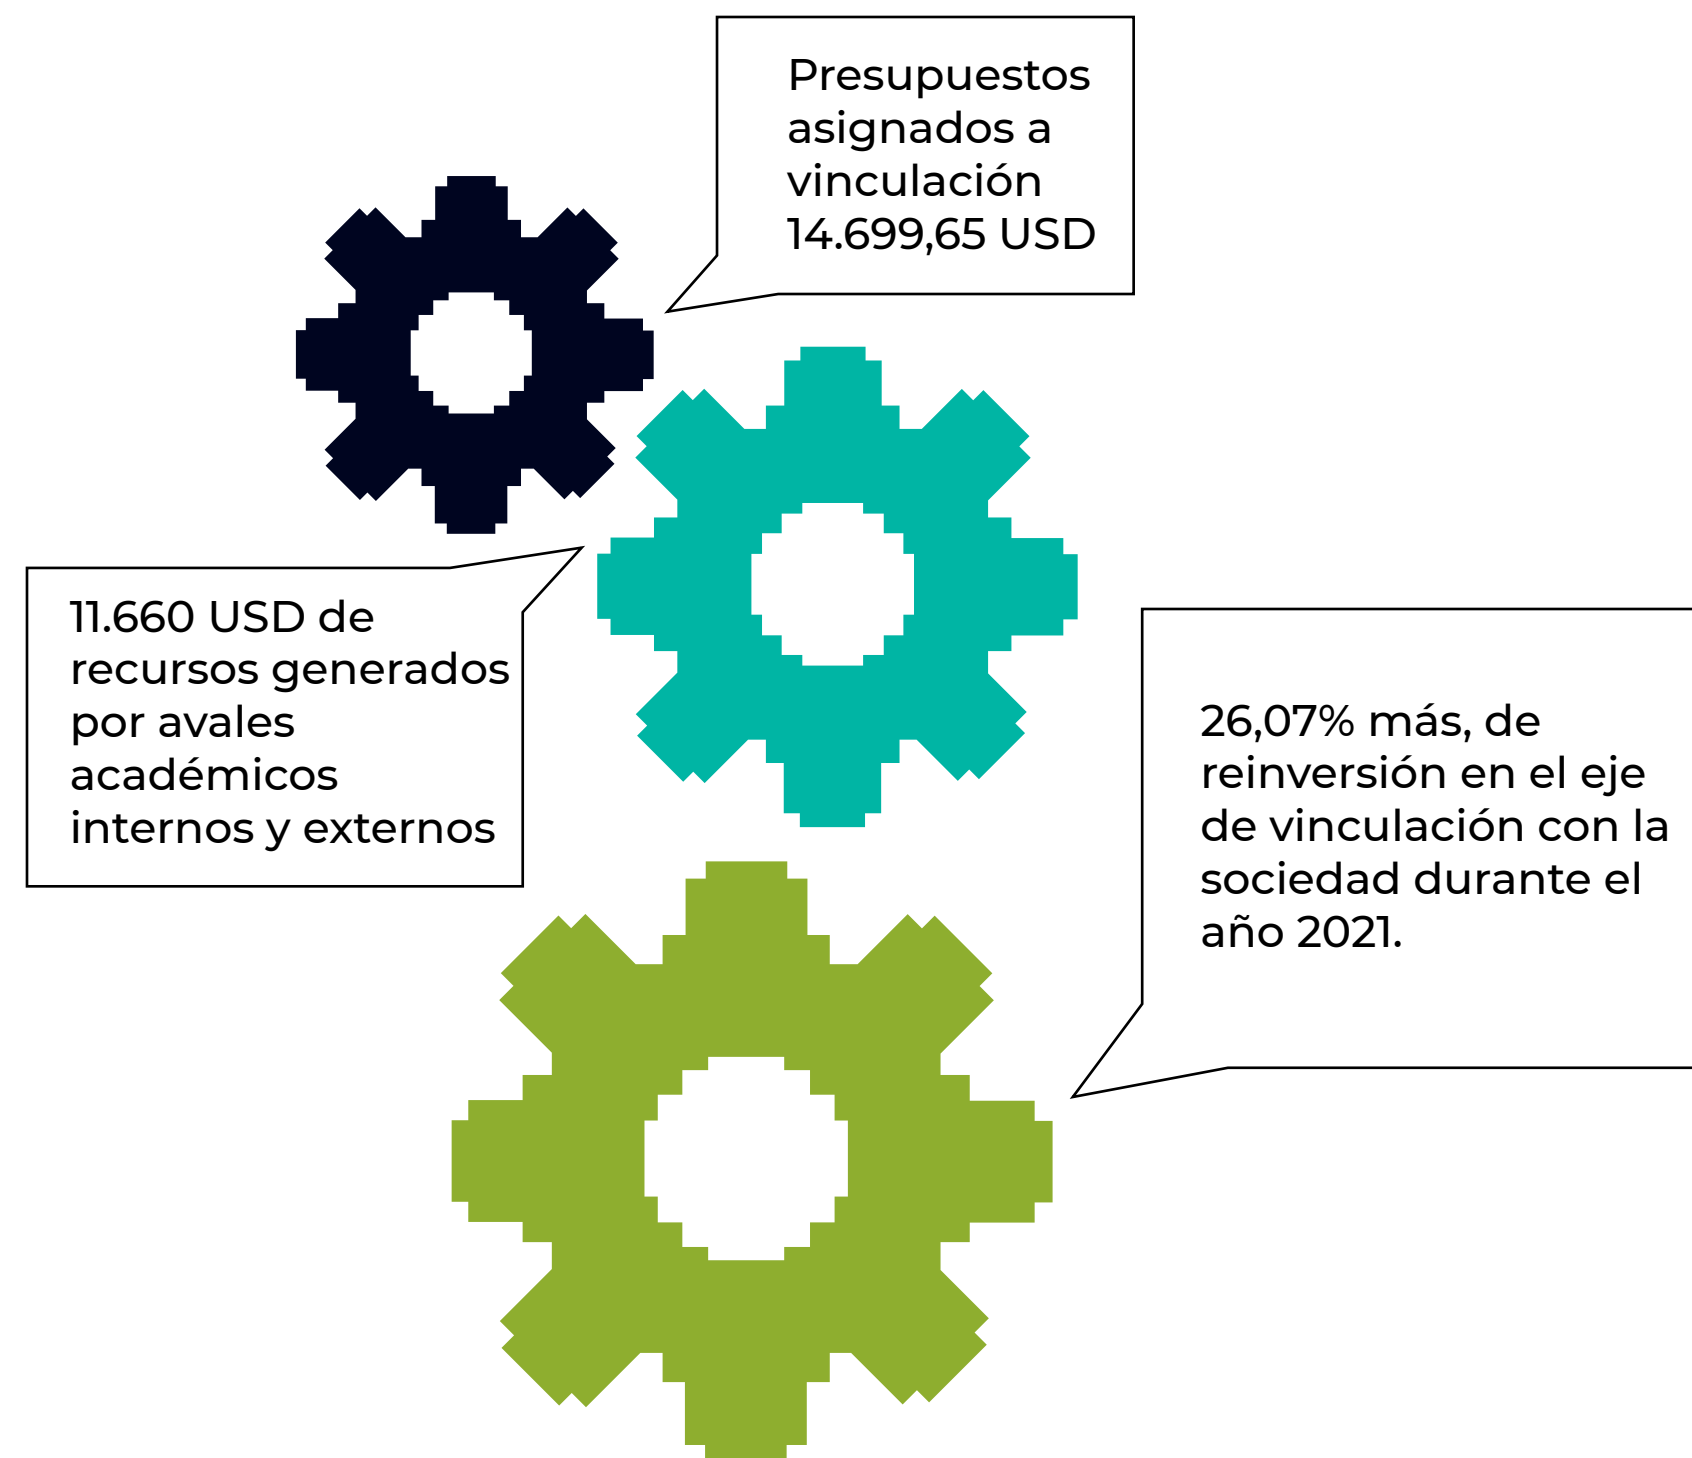 Presupuestos
asignados a
vinculación
14.699,65 USD
11.660 USD de
recursos generados
por avales
académicos
internos y externos
26,07% más, de
reinversión en el eje
de vinculación con la
sociedad durante el
año 2021.